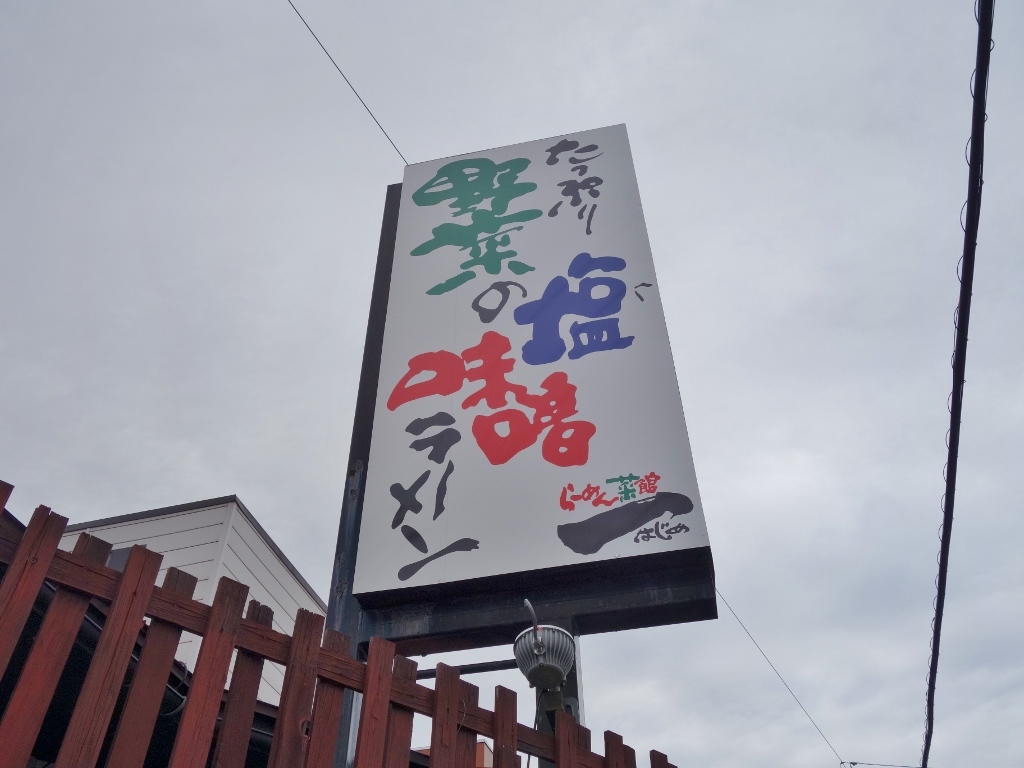 たっぷり
野菜の
塩
味噌
ラーメン
らーめん菜館
一
はじめ